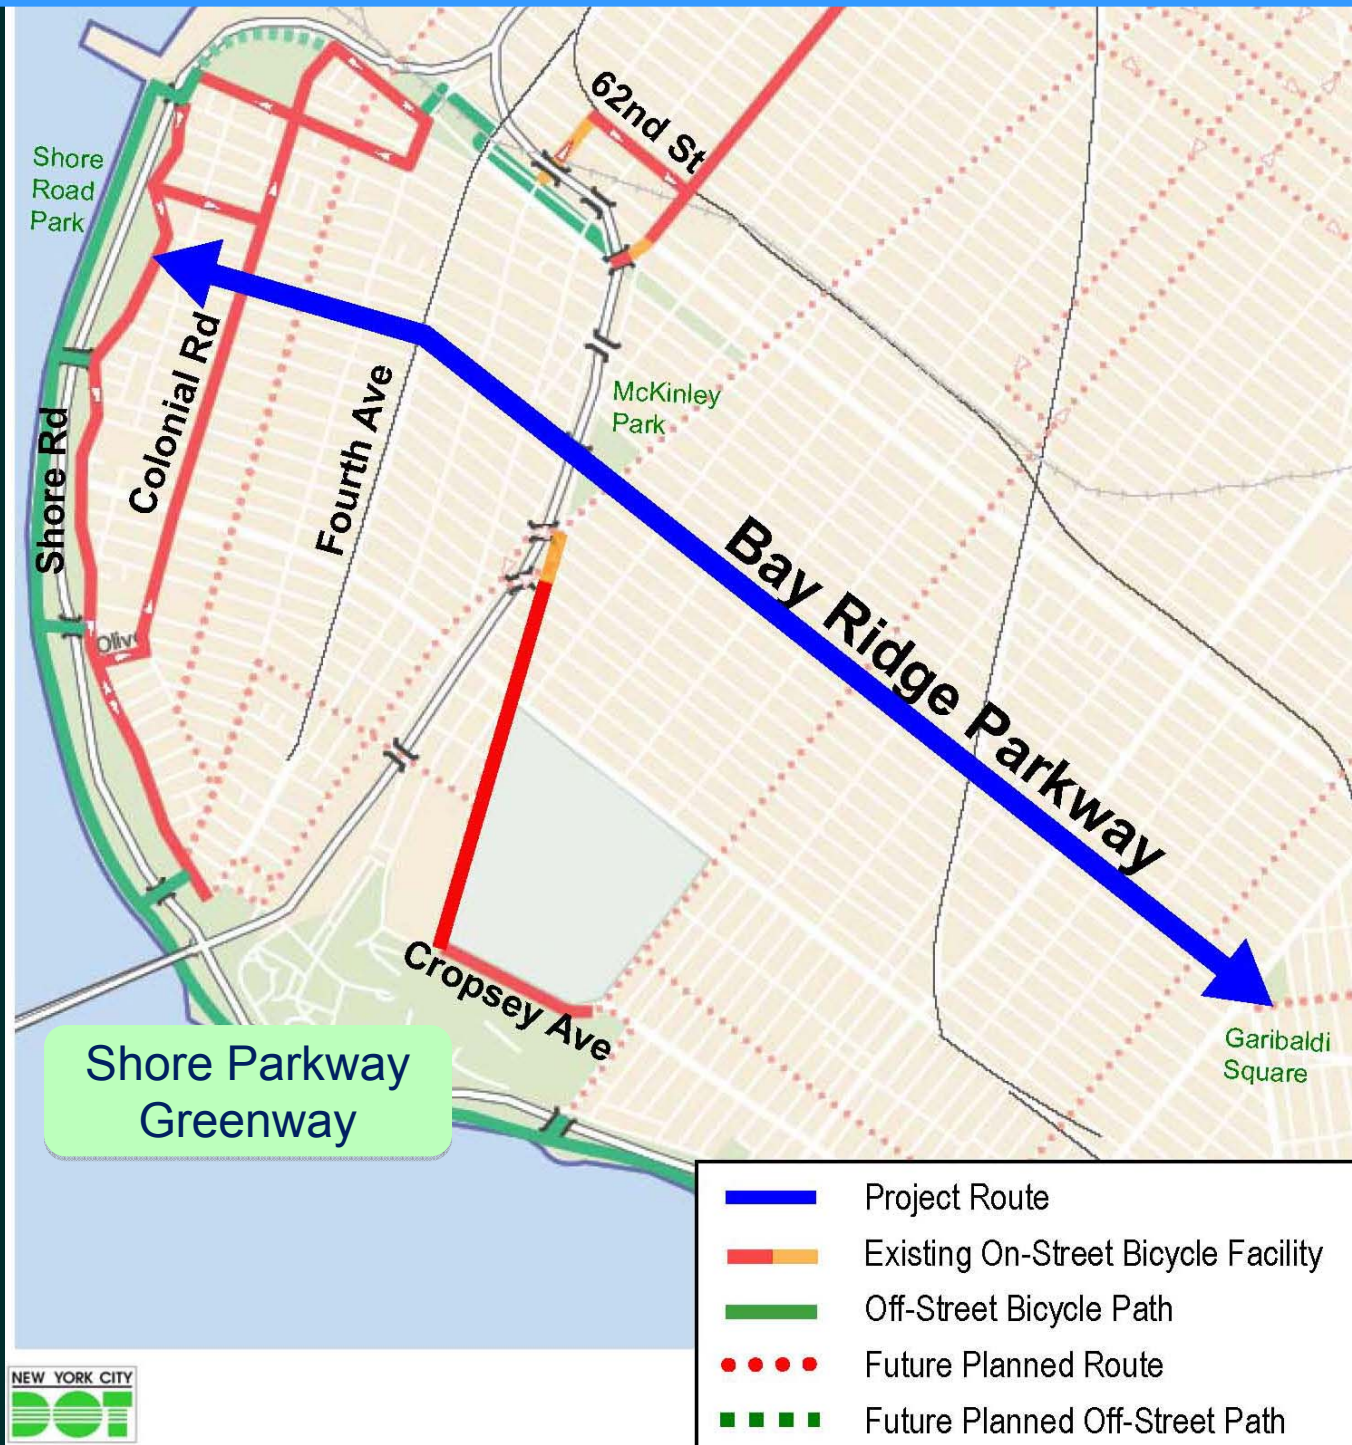 62nd St
Shore
Road
Park
Colonial Rd
Shore Rd
Fourth Ave
McKinley
Park
Bay Ridge Parkway
Cropsey Ave
Garibaldi
Square
Shore Parkway
Greenway
Project Route
Existing On-Street Bicycle Facility
Off-Street Bicycle Path
Future Planned Route
Future Planned Off-Street Path
NEW YORK CITY
DOT